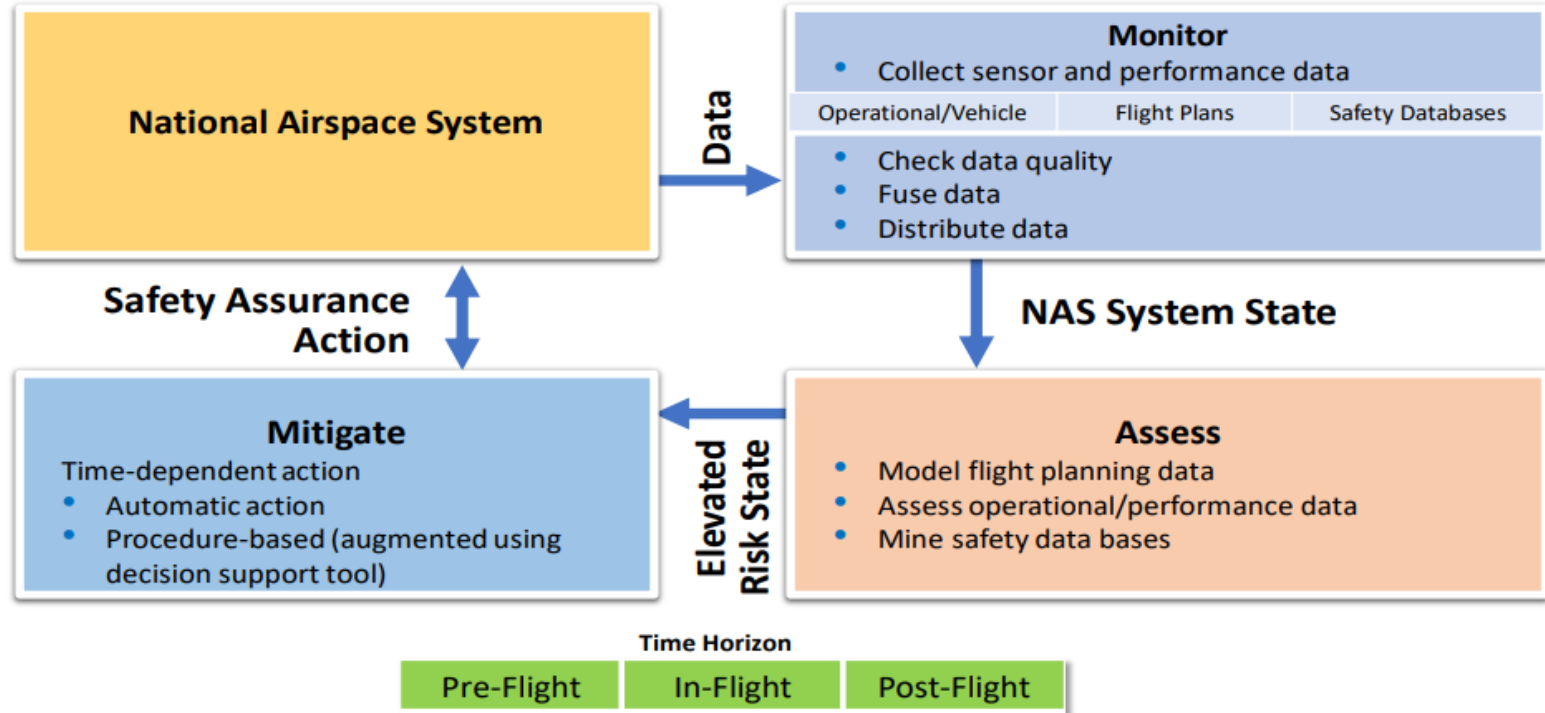 National Airspace System
Data
Monitor
• Collect sensor and performance data
Operational/Vehicle
Flight Plans
Safety Databases
• Check data quality
• Fuse data
• Distribute data
Safety Assurance
Action
NAS System State
Mitigate
Time-dependent action
• Automatic action
• Procedure-based (augmented using
decision support tool)
Elevated
Risk State
Assess
• Model flight planning data
• Assess operational/performance data
• Mine safety data bases
Time Horizon
Pre-Flight
In-Flight
Post-Flight